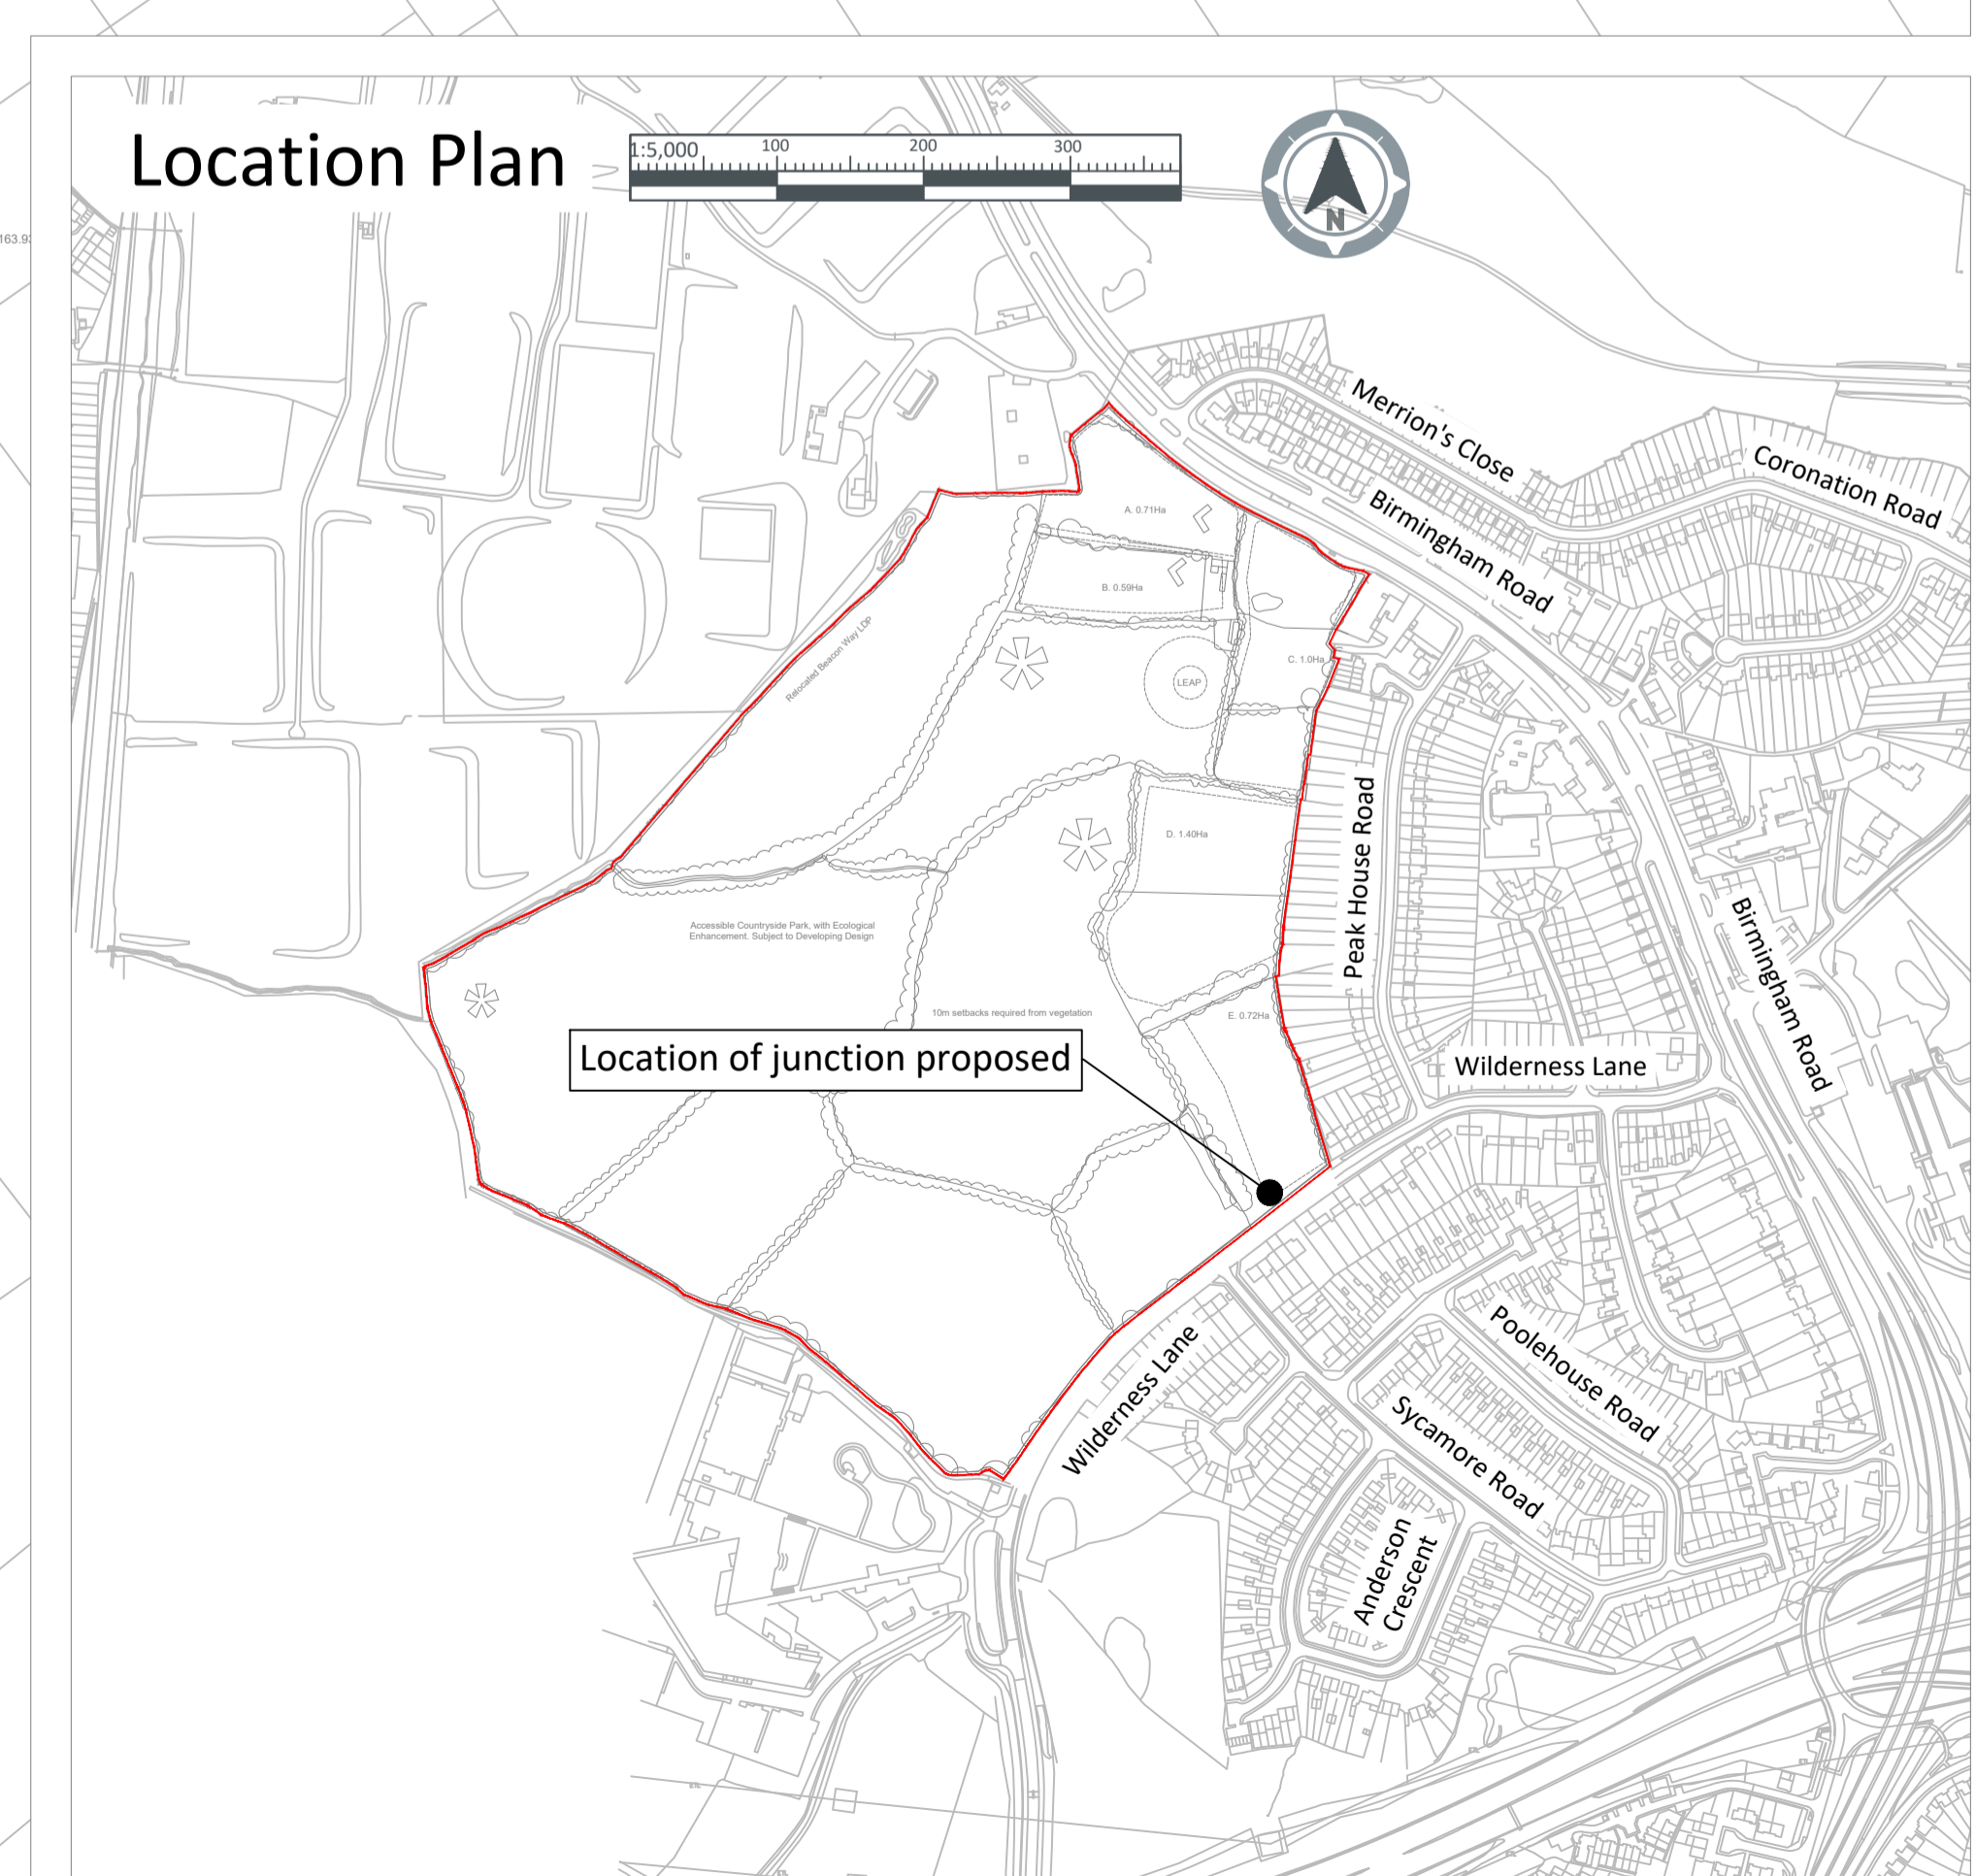 Location Plan
1:5,000 100 200 300
N
Merrion's Close
Coronation Road
Birmingham Road
A. 0.71Ha
B. 0.59Ha
C. 1.0Ha
LEAP
Relocated Beacon Way LDP
D. 1.40Ha
Peak House Road
Accessible Countryside Park, with Ecological
Enhancement. Subject to Developing Design
Birmingham Road
10m setbacks required from vegetation
E. 0.72Ha
Location of junction proposed
Wilderness Lane
Wilderness Lane
Poolehouse Road
Sycamore Road
Anderson
Crescent